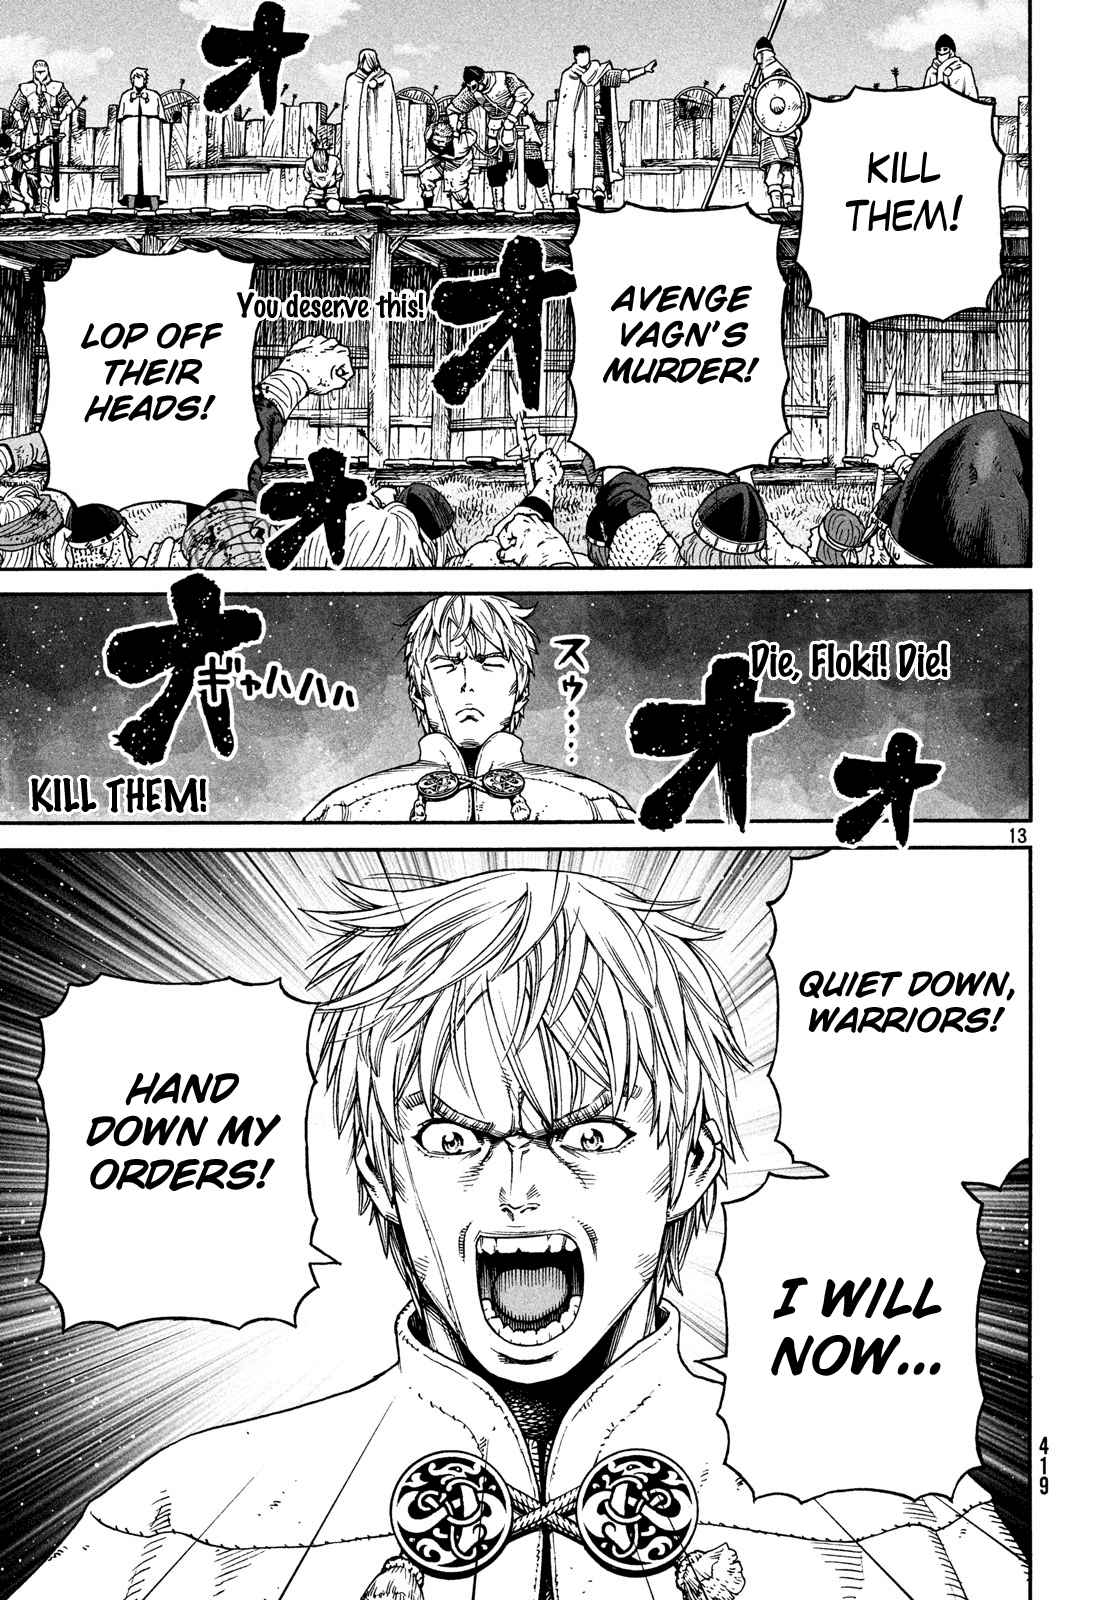 オ
KILL
THEM!
オ
AVENGE
VAGN'S
MURDER!
You deserve this!
LOP OFF
THEIR
HEADS!
オ
Die, Floki! Die!
オ
オ
スゥ……
オ
ギャハハハ
KILL THEM!
13
QUIET DOWN,
WARRIORS!
I WILL
NOW...
HAND
DOWN MY
ORDERS!
419